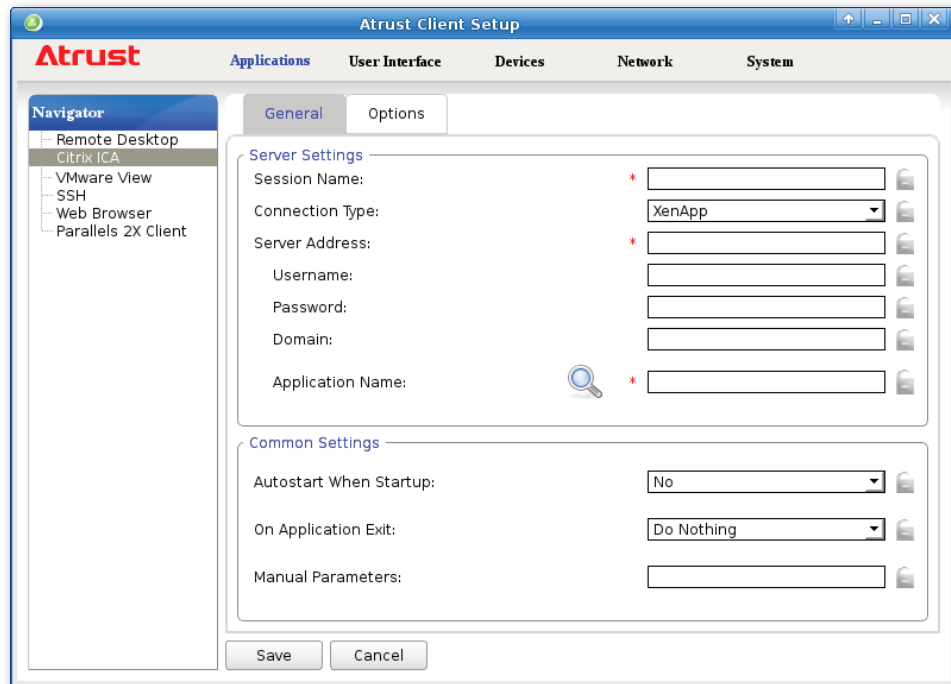 Atrust Client Setup
Atrust
Applications User Interface Devices Network System
Navigator
Remote Desktop
Citrix ICA
VMware View
SSH
Web Browser
Parallels 2X Client
General Options
Server Settings
Session Name: *
Connection Type: XenApp
Server Address: *
Username:
Password:
Domain:
Application Name: *
Common Settings
Autostart When Startup: No
On Application Exit: Do Nothing
Manual Parameters:
Save Cancel